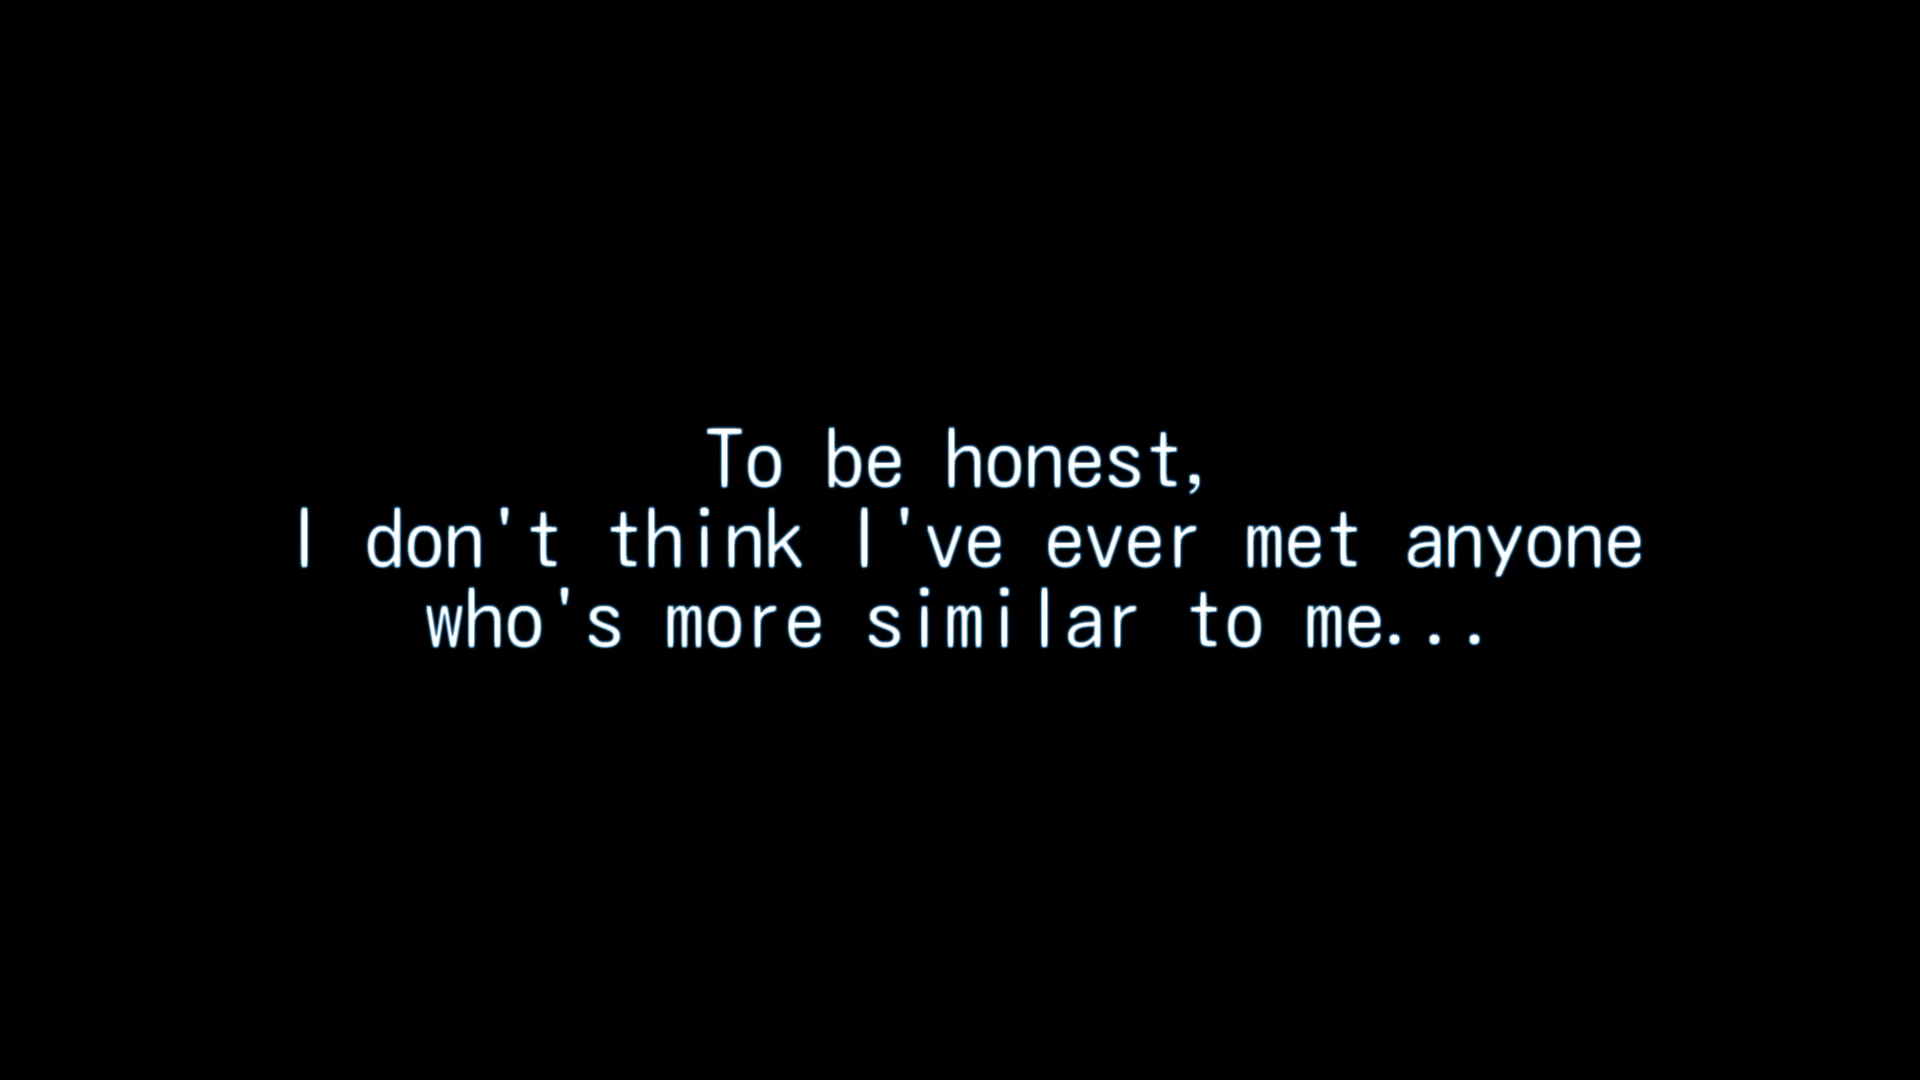 To be honest,
I don't think I've ever met anyone
who's more similar to me...